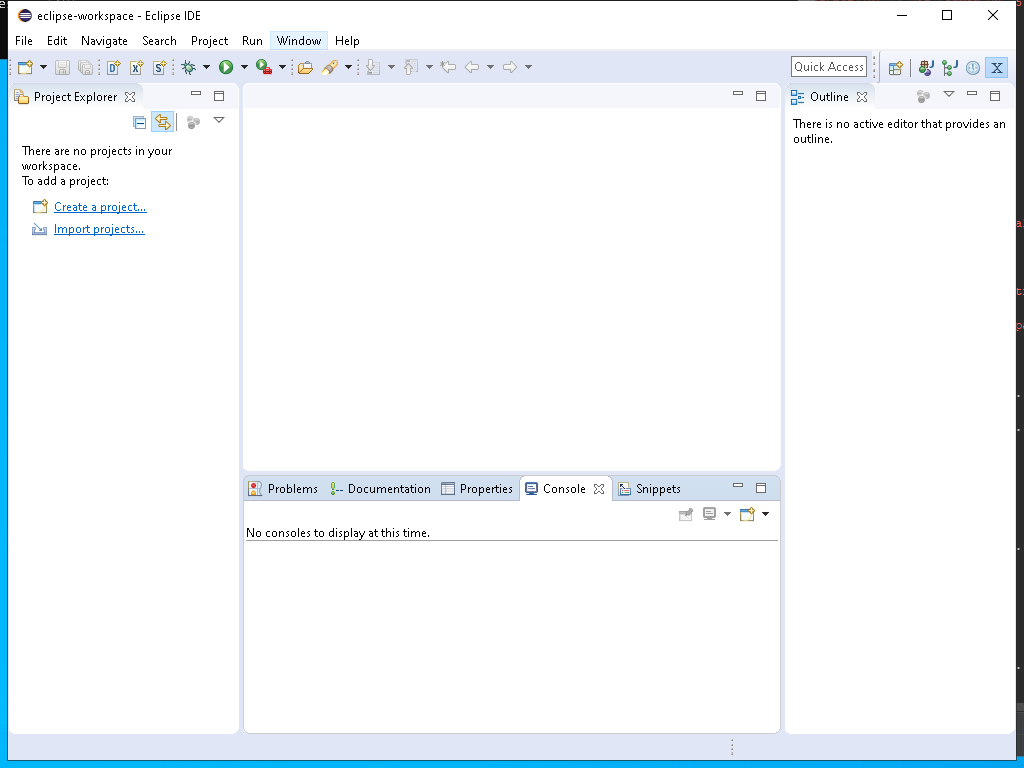 eclipse-workspace - Eclipse IDE
File Edit Navigate Search Project Run Window Help
Quick Access
Project Explorer
There are no projects in your
workspace.
To add a project:
Create a project...
Import projects...
Outline
There is no active editor that provides an
outline.
Problems Documentation Properties Console Snippets
No consoles to display at this time.